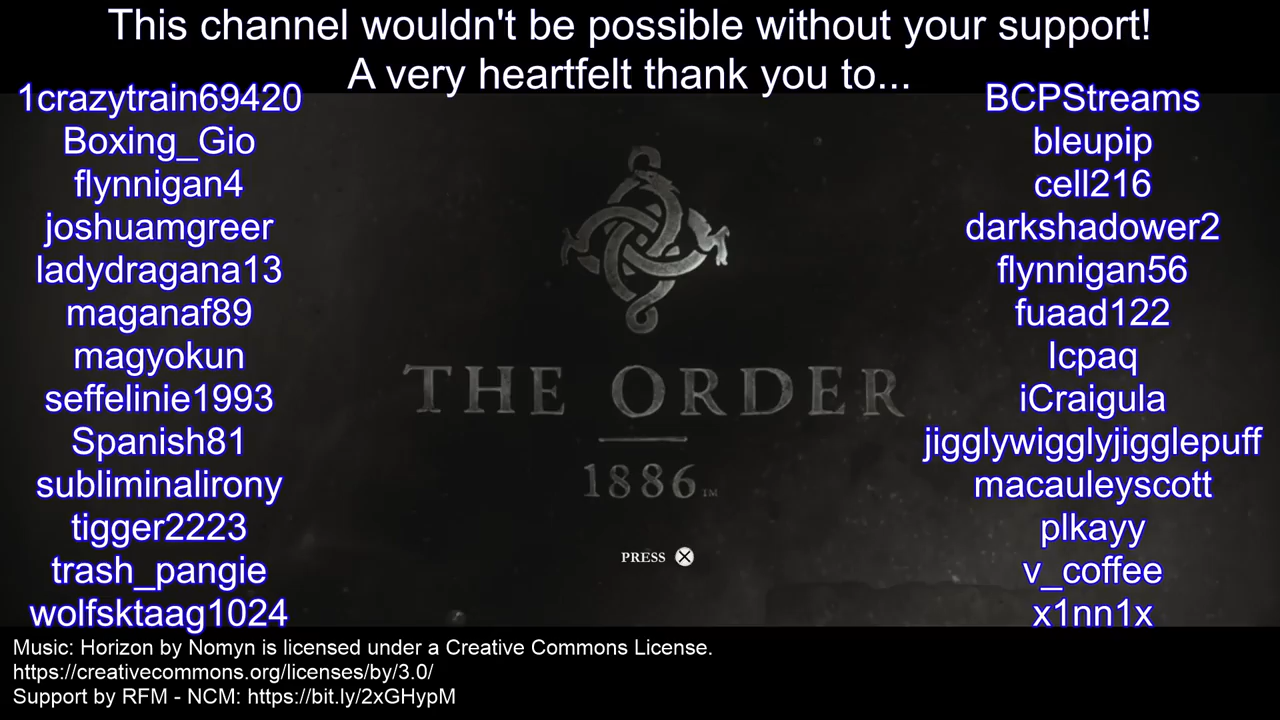 This channel wouldn't be possible without your support!
A very heartfelt thank you to...
1crazytrain69420
Boxing_Gio
flynnigan4
joshuamgreer
ladydragana13
maganaf89
magyokun
seffelinie1993
Spanish81
subliminalirony
tigger2223
trash_pangie
wolfsktaag1024
BCPStreams
bleupip
cell216
darkshadower2
flynnigan56
fuaad122
Icpaq
iCraigula
jigglywigglyjigglepuff
macauleyscott
plkayy
v_coffee
x1nn1x
THE ORDER
1886™
PRESS ⊗
Music: Horizon by Nomyn is licensed under a Creative Commons License.
https://creativecommons.org/licenses/by/3.0/
Support by RFM - NCM: https://bit.ly/2xGHypM